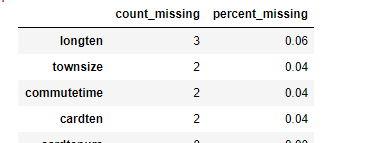 count_missing percent_missing
longten 3 0.06
townsize 2 0.04
commutetime 2 0.04
cardten 2 0.04